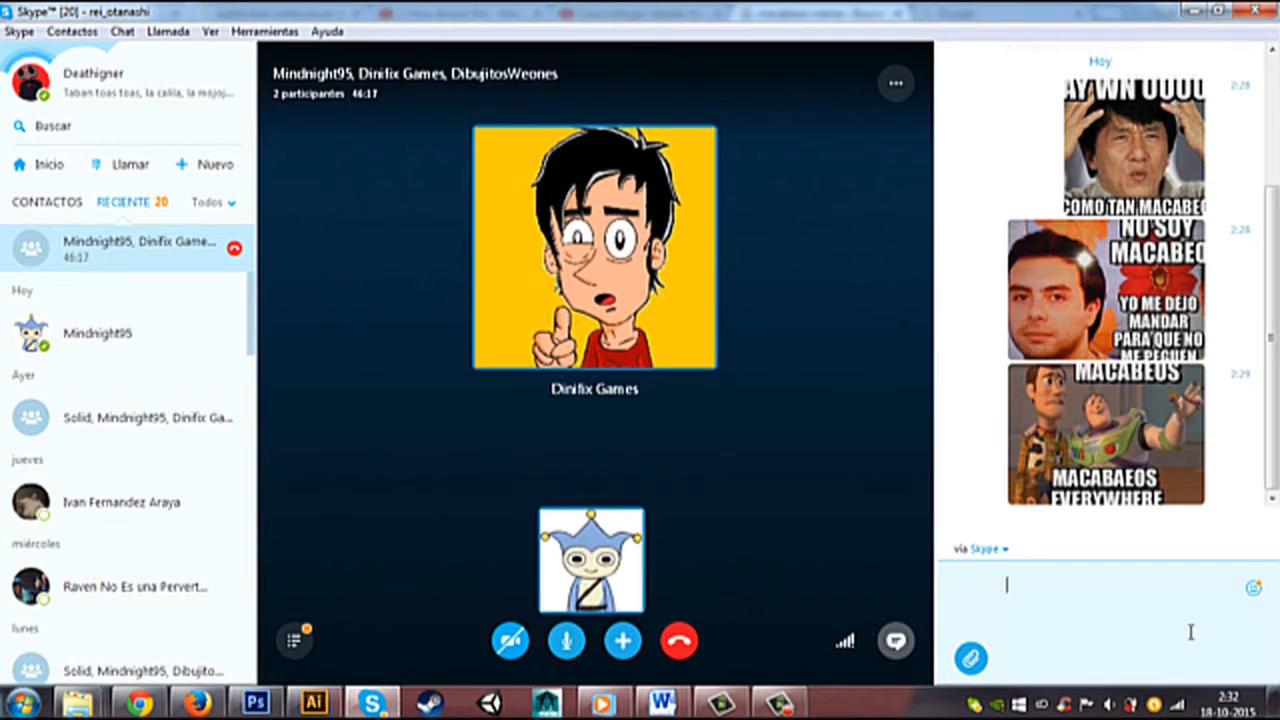 Skype™ [20] - rei_otanashi
Skype Contactos Chat Llamada Ver Herramientas Ayuda
Deathigner
Taban toas toas, la calila, la mojoj...
Buscar
Inicio Llamar Nuevo
CONTACTOS RECIENTE 20 Todos
Mindnight95, Dinifix Game...
46:17
Hoy
Mindnight95
Ayer
Solid, Mindnight95, Dinifix Ga...
jueves
Ivan Fernandez Araya
miércoles
Raven No Es una Pervert...
lunes
Solid, Mindnight95, Dibujito...
Mindnight95, Dinifix Games, DibujitosWeones
2 participantes 46:17
Dinifix Games
Hoy
AY WN UUUU
COMO TAN MACABEO
2:28
NO SOY
MACABEO
YO ME DEJO
MANDAR
PARA QUE NO
ME PEGUEN
2:28
MACABEUS
MACABAEOS
EVERYWHERE
2:29
vía Skype
Ps
Ai
W
2:32
18-10-2015